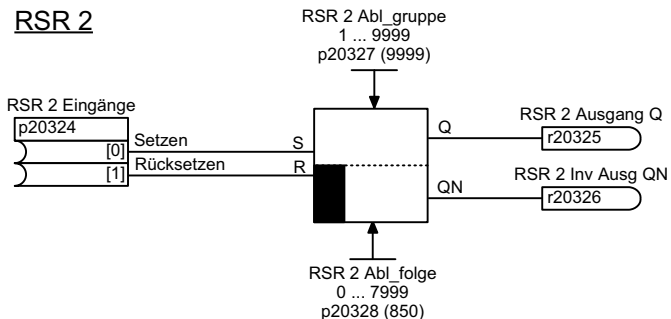 RSR 2
RSR 2 Abl_gruppe
1 ... 9999
p20327 (9999)
RSR 2 Eingänge
p20324
[0]
Setzen
S
[1]
Rücksetzen
R
Q
RSR 2 Ausgang Q
r20325
QN
RSR 2 Inv Ausg QN
r20326
RSR 2 Abl_folge
0 ... 7999
p20328 (850)